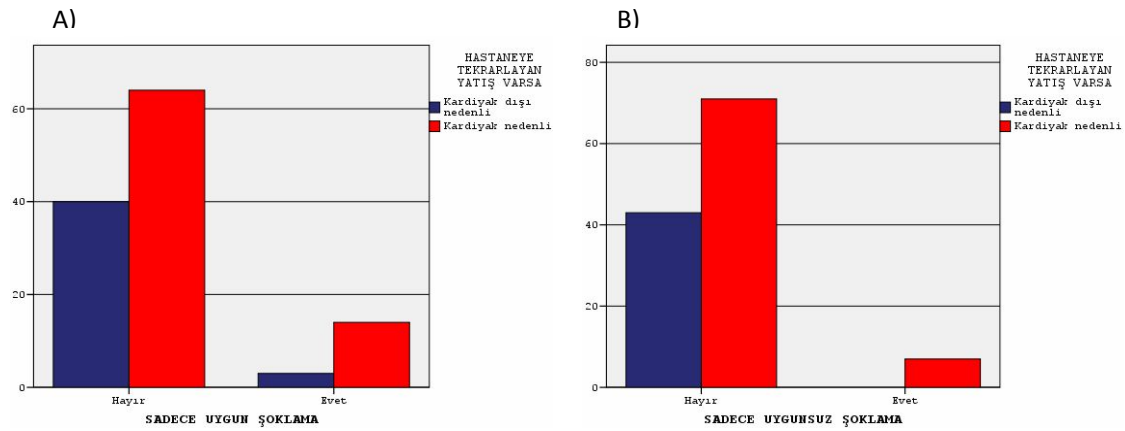 A)
HASTANEYE
TEKRARLAYAN
YATIŞ VARSA
Kardiyak dışı
nedenli
Kardiyak nedenli
60
40
20
0
Hayır
Evet
SADECE UYGUN ŞOKLAMA
B)
HASTANEYE
TEKRARLAYAN
YATIŞ VARSA
Kardiyak dışı
nedenli
Kardiyak nedenli
80
60
40
20
0
Hayır
Evet
SADECE UYGUNSUZ ŞOKLAMA